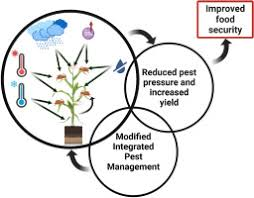 Improved
food
security
Reduced pest
pressure and
increased
yield
Modified
Integrated
Pest
Management